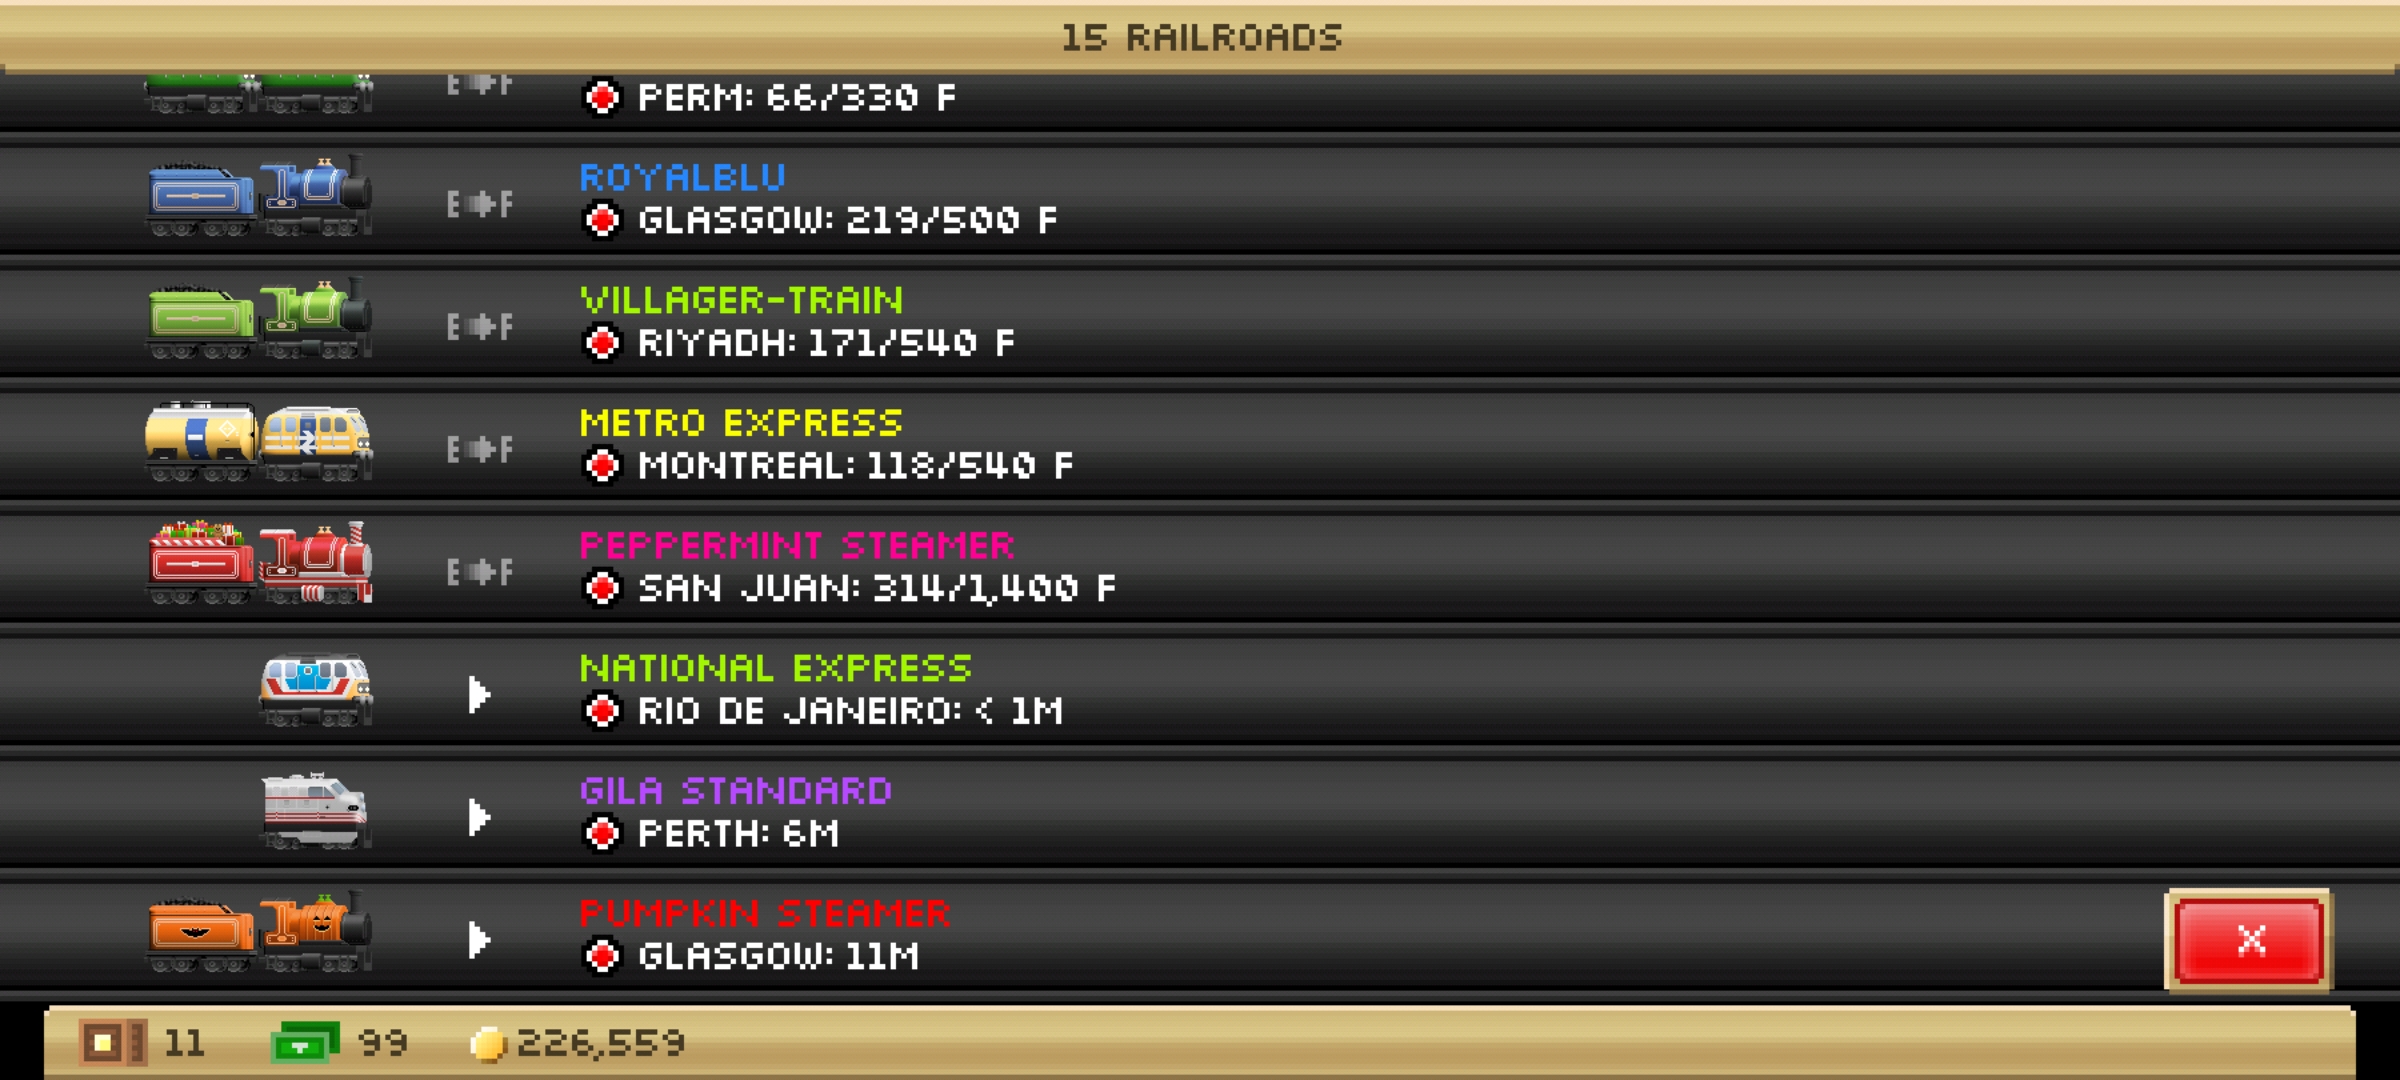 15 RAILROADS
E F
PERM: 66/330 F
ROYALBLU
E F
GLASGOW: 219/500 F
VILLAGER-TRAIN
E F
RIYADH: 171/540 F
METRO EXPRESS
E F
MONTREAL: 118/540 F
PEPPERMINT STEAMER
E F
SAN JUAN: 314/1,400 F
NATIONAL EXPRESS
RIO DE JANEIRO: < 1M
GILA STANDARD
PERTH: 6M
PUMPKIN STEAMER
GLASGOW: 11M
X
11 99 226,559